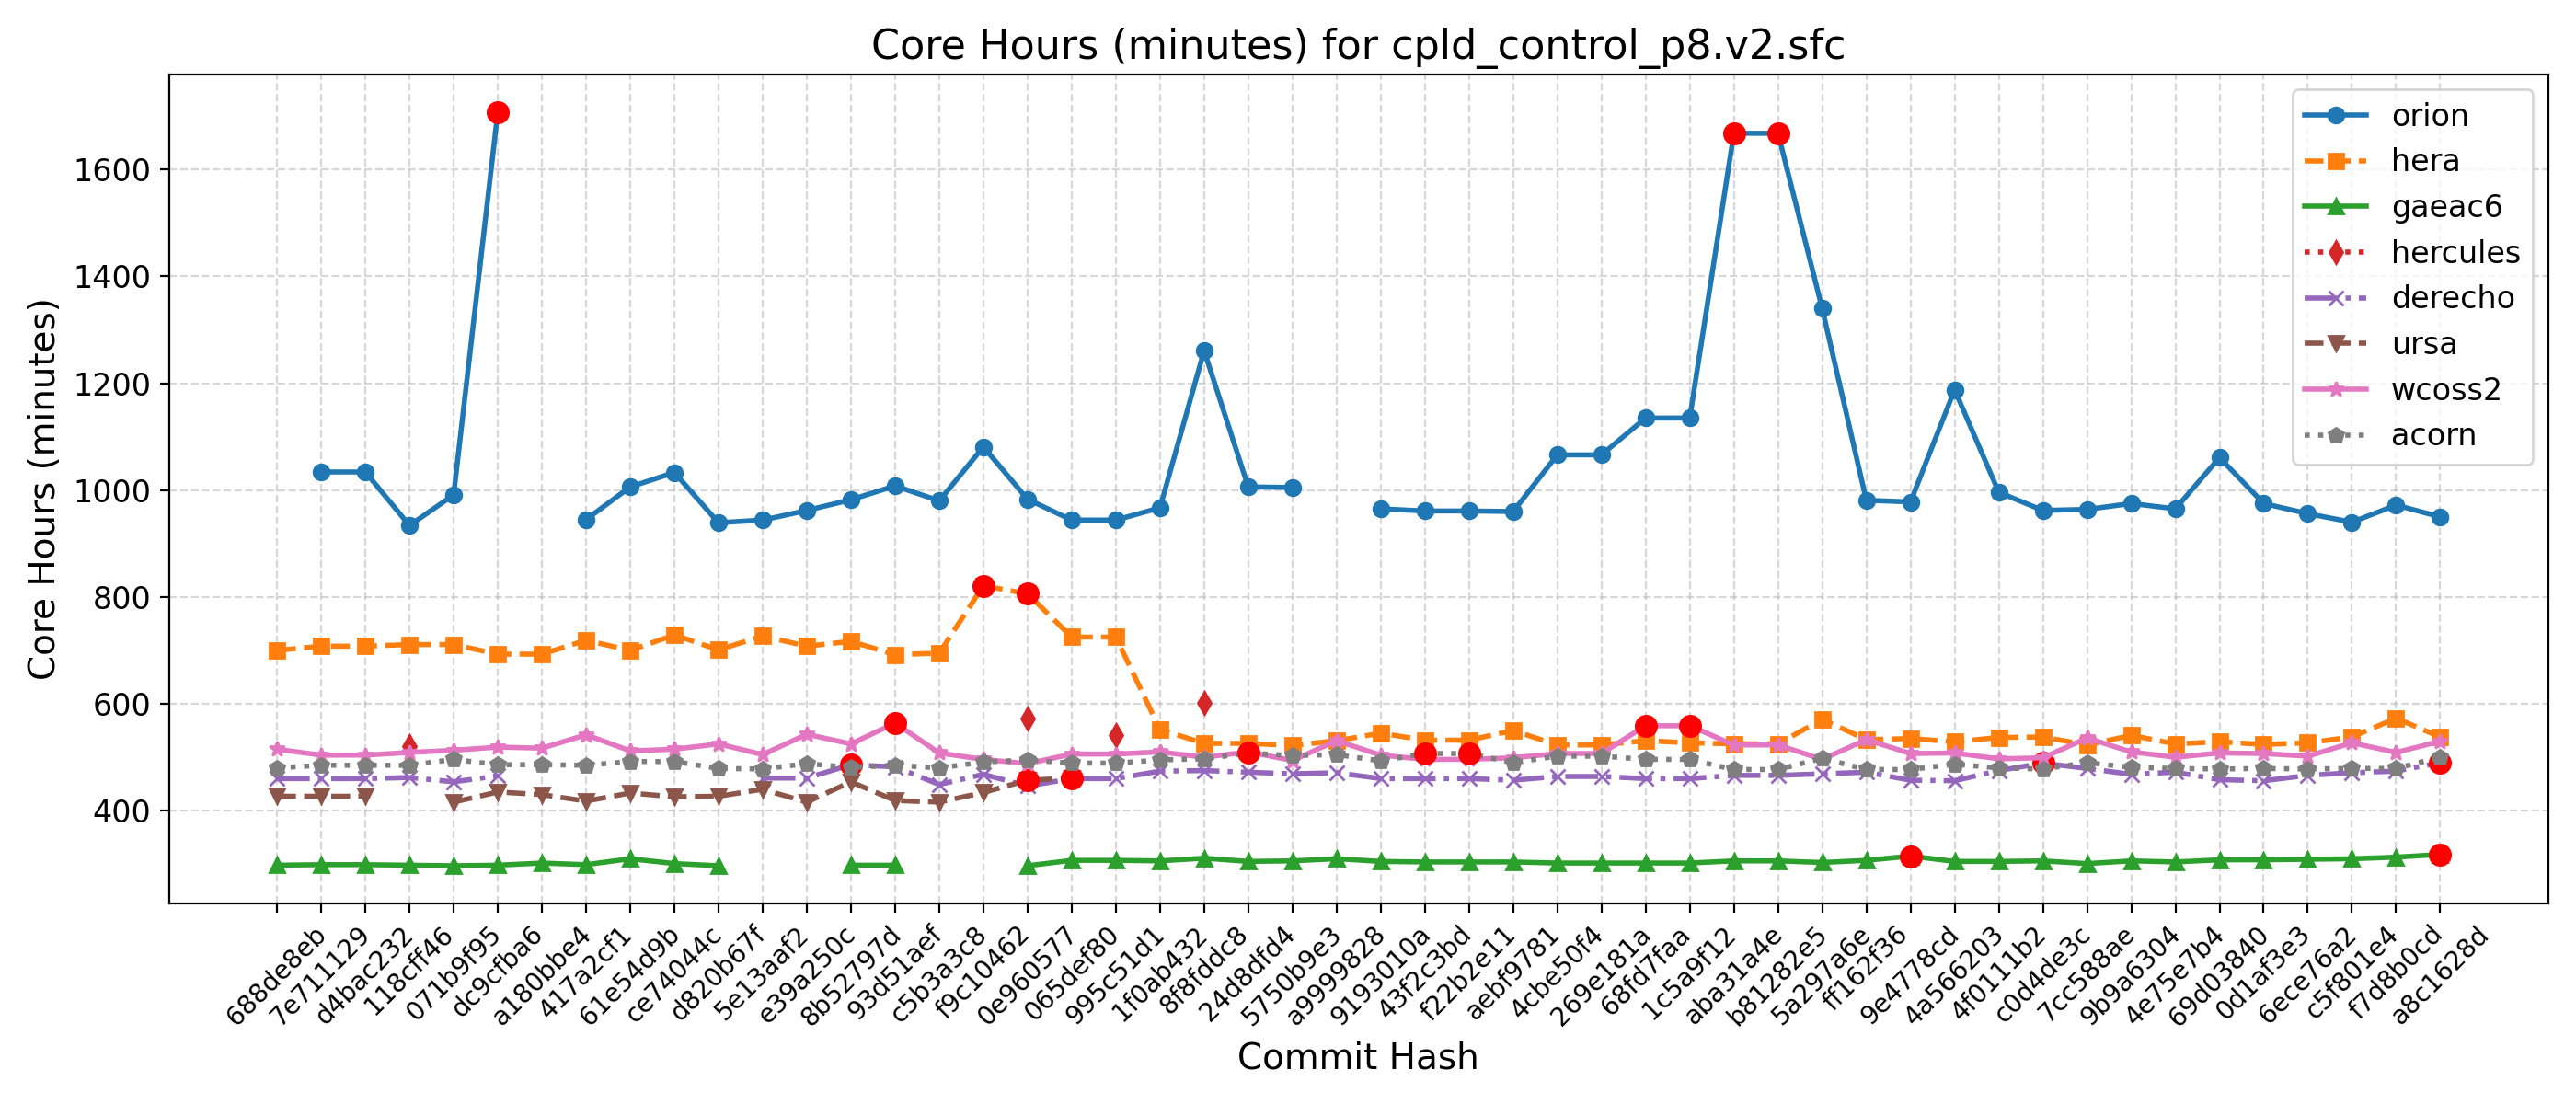 Core Hours (minutes) for cpld_control_p8.v2.sfc
Core Hours (minutes)
1600
1400
1200
1000
800
600
400
orion
hera
gaeac6
hercules
derecho
ursa
wcoss2
acorn
688de8eb
7e711129
d4bac232
118cff46
071b9f95
dc9cfba6
a180bbe4
417a2cf1
61e54d9b
ce74044c
d820b67f
5e13aaf2
e39a250c
8b52797d
93d51aef
c5b3a3c8
f9c10462
0e960577
065def80
995c51d1
1f0ab432
8f8fddc8
24d8dfd4
5750b9e3
a9999828
9193010a
43f2c3bd
f22b2e11
aebf9781
4cbe50f4
269e181a
68fd7faa
1c5a9f12
aba31a4e
b81282e5
5a297a6e
ff162f36
9e4778cd
4a566203
4f0111b2
c0d4de3c
7cc588ae
9b9a6304
4e75e7b4
69d03840
0d1af3e3
6ece76a2
c5f801e4
f7d8b0cd
a8c1628d
Commit Hash